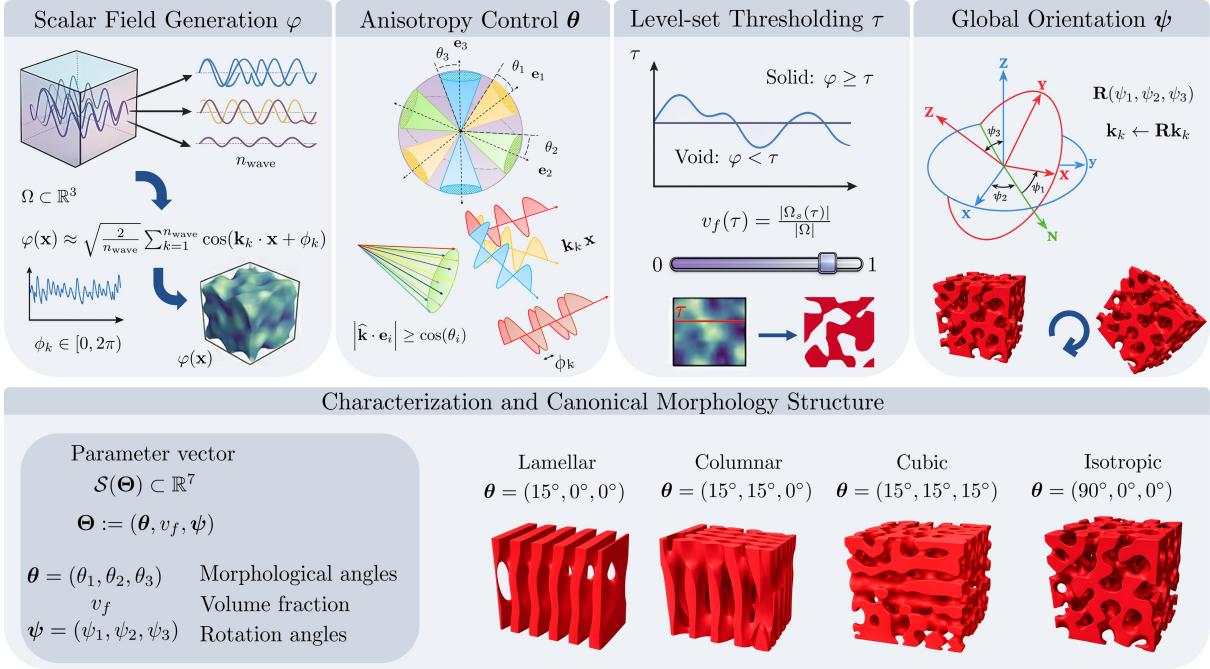 Scalar Field Generation φ
n_wave
Ω ⊂ ℝ³
φ(𝐱) ≈ √(2/n_wave) ∑_{k=1}^{n_wave} cos(𝐤_k · 𝐱 + ϕ_k)
ϕ_k ∈ [0, 2π)
φ(𝐱)
Anisotropy Control 𝜽
θ₃
𝐞₃
θ₁
𝐞₁
θ₂
𝐞₂
𝐤_k 𝐱
|𝐤̂ · 𝐞_i| ≥ cos(θ_i)
ϕ_k
Level-set Thresholding τ
τ
Solid: φ ≥ τ
Void: φ < τ
v_f(τ) = |Ω_s(τ)| / |Ω|
0
1
τ
Global Orientation 𝝍
Z
Y
Z
ψ₃
X
y
ψ₁
ψ₂
X
N
𝐑(ψ₁, ψ₂, ψ₃)
𝐤_k ← 𝐑𝐤_k
Characterization and Canonical Morphology Structure
Parameter vector
𝒮(𝚯) ⊂ ℝ⁷
𝚯 := (𝜽, v_f, 𝝍)
𝜽 = (θ₁, θ₂, θ₃) Morphological angles
v_f Volume fraction
𝝍 = (ψ₁, ψ₂, ψ₃) Rotation angles
Lamellar
𝜽 = (15°, 0°, 0°)
Columnar
𝜽 = (15°, 15°, 0°)
Cubic
𝜽 = (15°, 15°, 15°)
Isotropic
𝜽 = (90°, 0°, 0°)